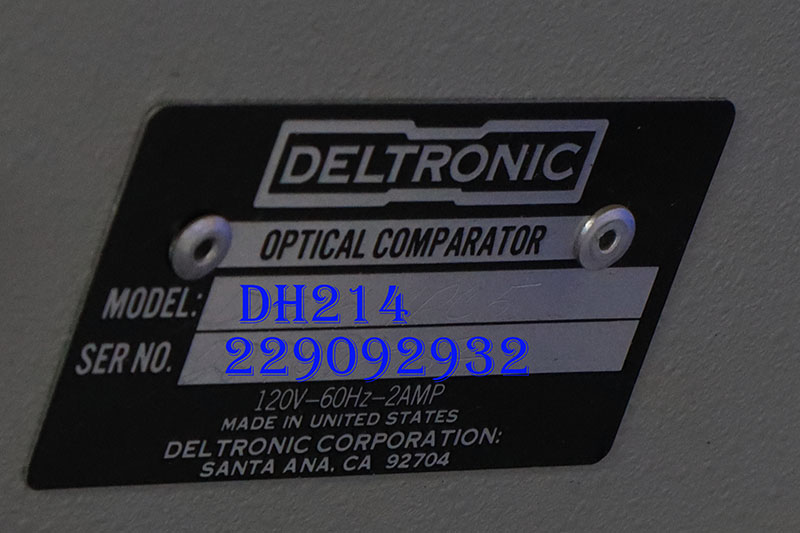 DELTRONIC
OPTICAL COMPARATOR
MODEL: DH214
SER NO. 229092932
120V-60Hz-2AMP
MADE IN UNITED STATES
DELTRONIC CORPORATION:
SANTA ANA, CA 92704